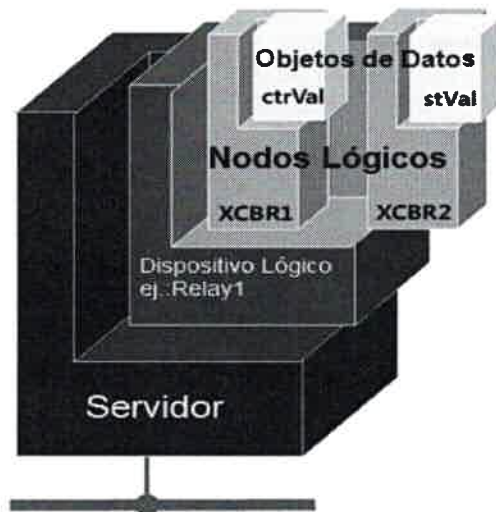 Objetos de Datos
ctrVal
stVal
Nodos Lógicos
XCBR1
XCBR2
Dispositivo Lógico
ej.:Relay1
Servidor